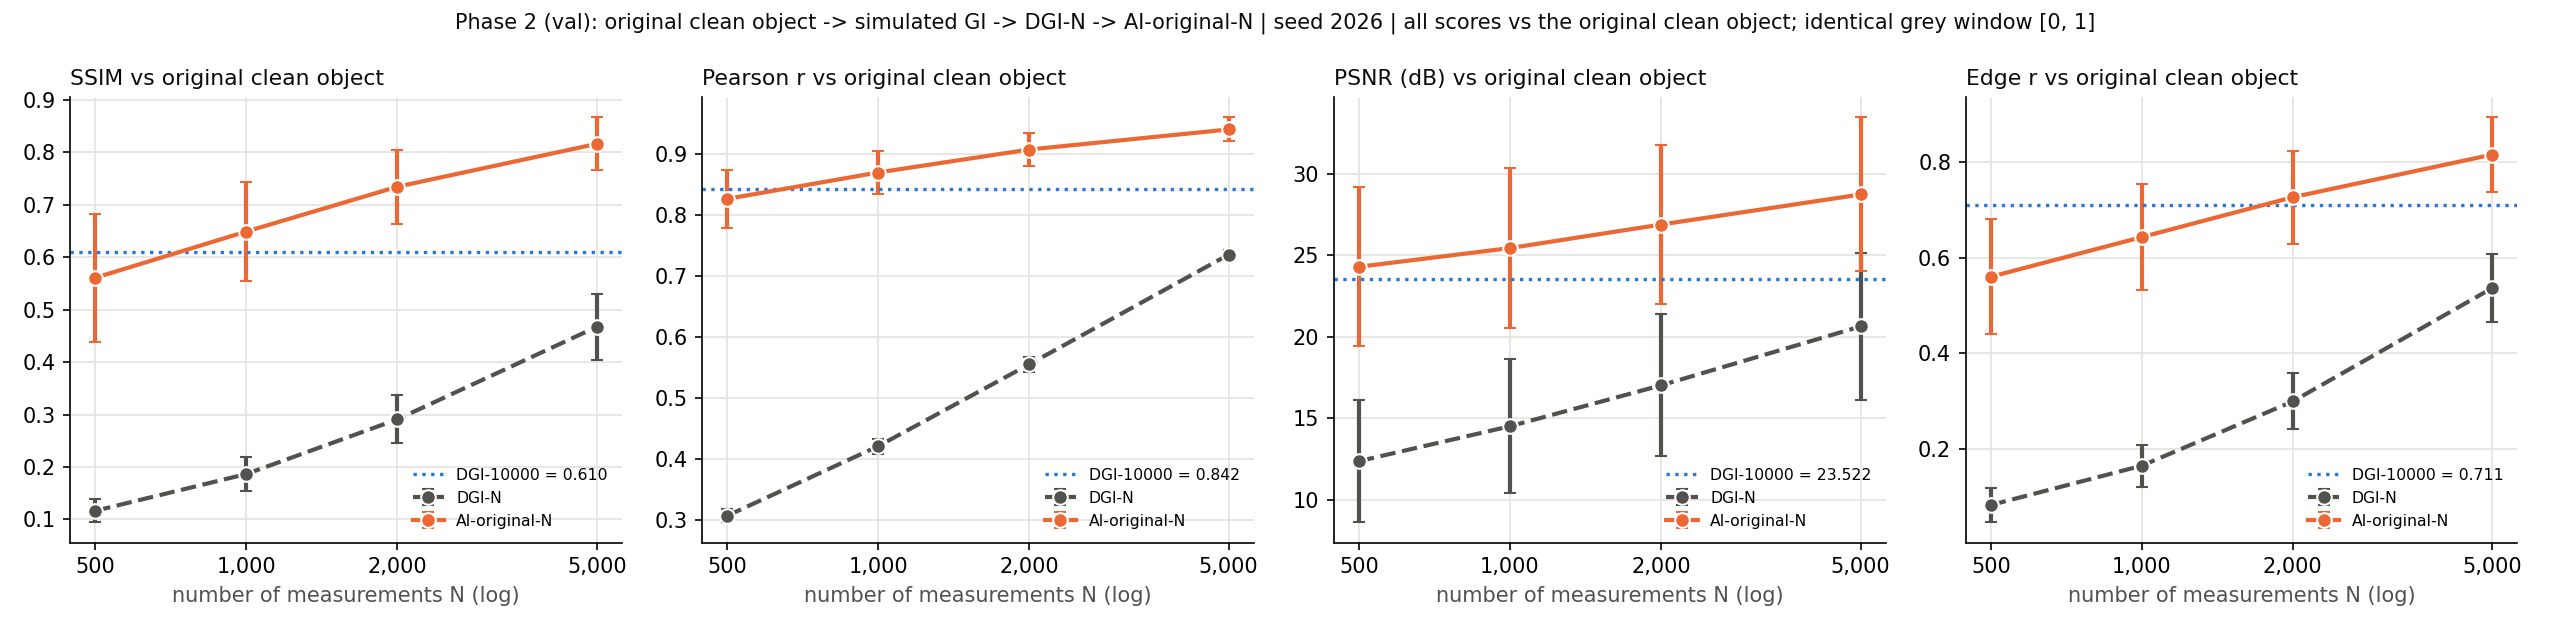 Phase 2 (val): original clean object -> simulated GI -> DGI-N -> AI-original-N | seed 2026 | all scores vs the original clean object; identical grey window [0, 1]
SSIM vs original clean object
0.9
0.8
0.7
0.6
0.5
0.4
0.3
0.2
0.1
DGI-10000 = 0.610
DGI-N
AI-original-N
500
1,000
2,000
5,000
number of measurements N (log)
Pearson r vs original clean object
0.9
0.8
0.7
0.6
0.5
0.4
0.3
DGI-10000 = 0.842
DGI-N
AI-original-N
500
1,000
2,000
5,000
number of measurements N (log)
PSNR (dB) vs original clean object
30
25
20
15
10
DGI-10000 = 23.522
DGI-N
AI-original-N
500
1,000
2,000
5,000
number of measurements N (log)
Edge r vs original clean object
0.8
0.6
0.4
0.2
DGI-10000 = 0.711
DGI-N
AI-original-N
500
1,000
2,000
5,000
number of measurements N (log)